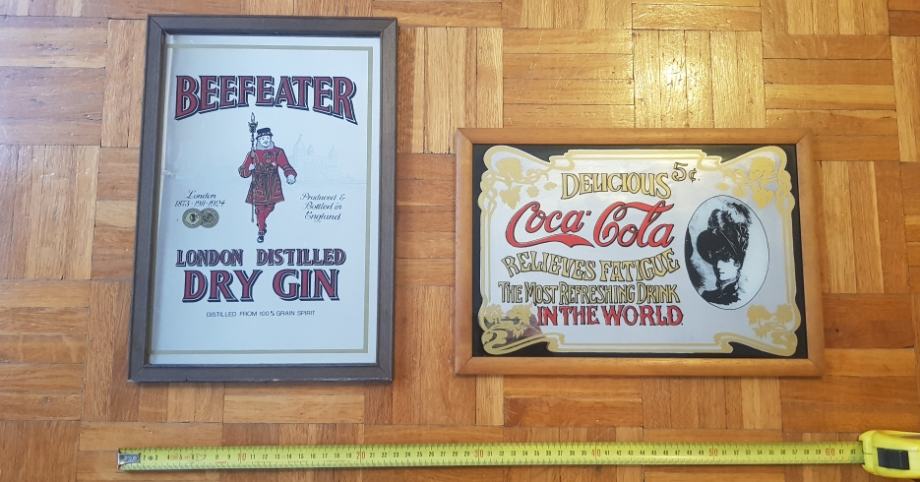 BEEFEATER
London
1873-1911-1924
Produced &
Bottled in
England
LONDON DISTILLED
DRY GIN
DISTILLED FROM 100% GRAIN SPIRIT
DELICIOUS 5¢
Coca-Cola
RELIEVES FATIGUE
THE MOST REFRESHING DRINK
IN THE WORLD